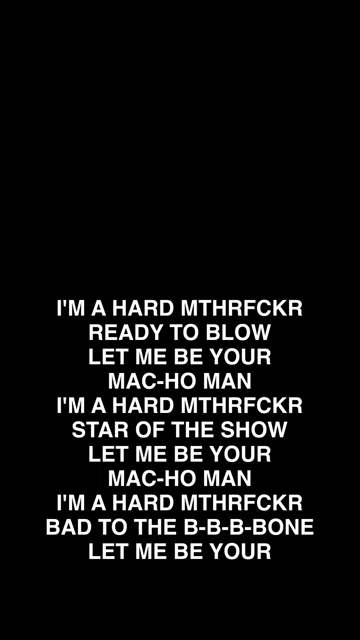 I'M A HARD MTHRFCKR
READY TO BLOW
LET ME BE YOUR
MAC-HO MAN
I'M A HARD MTHRFCKR
STAR OF THE SHOW
LET ME BE YOUR
MAC-HO MAN
I'M A HARD MTHRFCKR
BAD TO THE B-B-B-BONE
LET ME BE YOUR